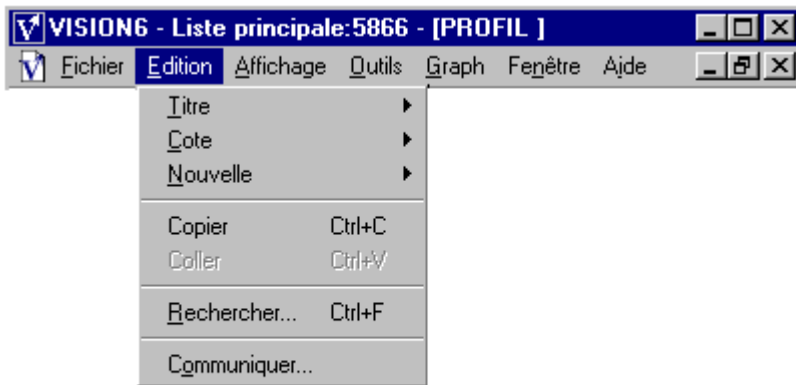 VISION6 - Liste principale:5866 - [PROFIL ]
Fichier Edition Affichage Outils Graph Fenêtre Aide
Titre
Cote
Nouvelle
Copier Ctrl+C
Coller Ctrl+V
Rechercher... Ctrl+F
Communiquer...